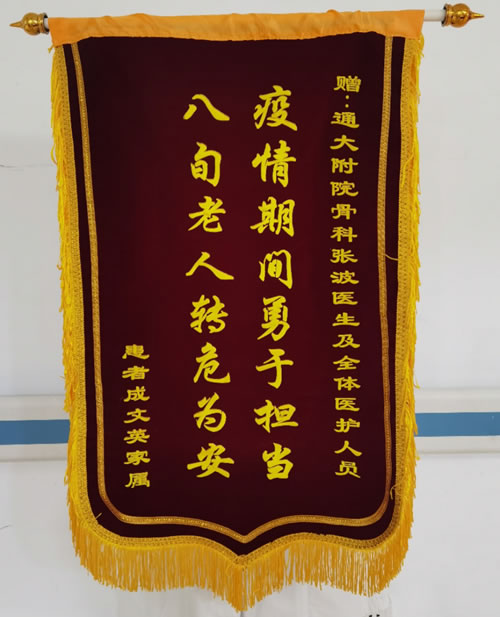 赠:通大附院骨科张波医生及全体医护人员
疫情期间勇于担当
八旬老人转危为安
患者成文英家属